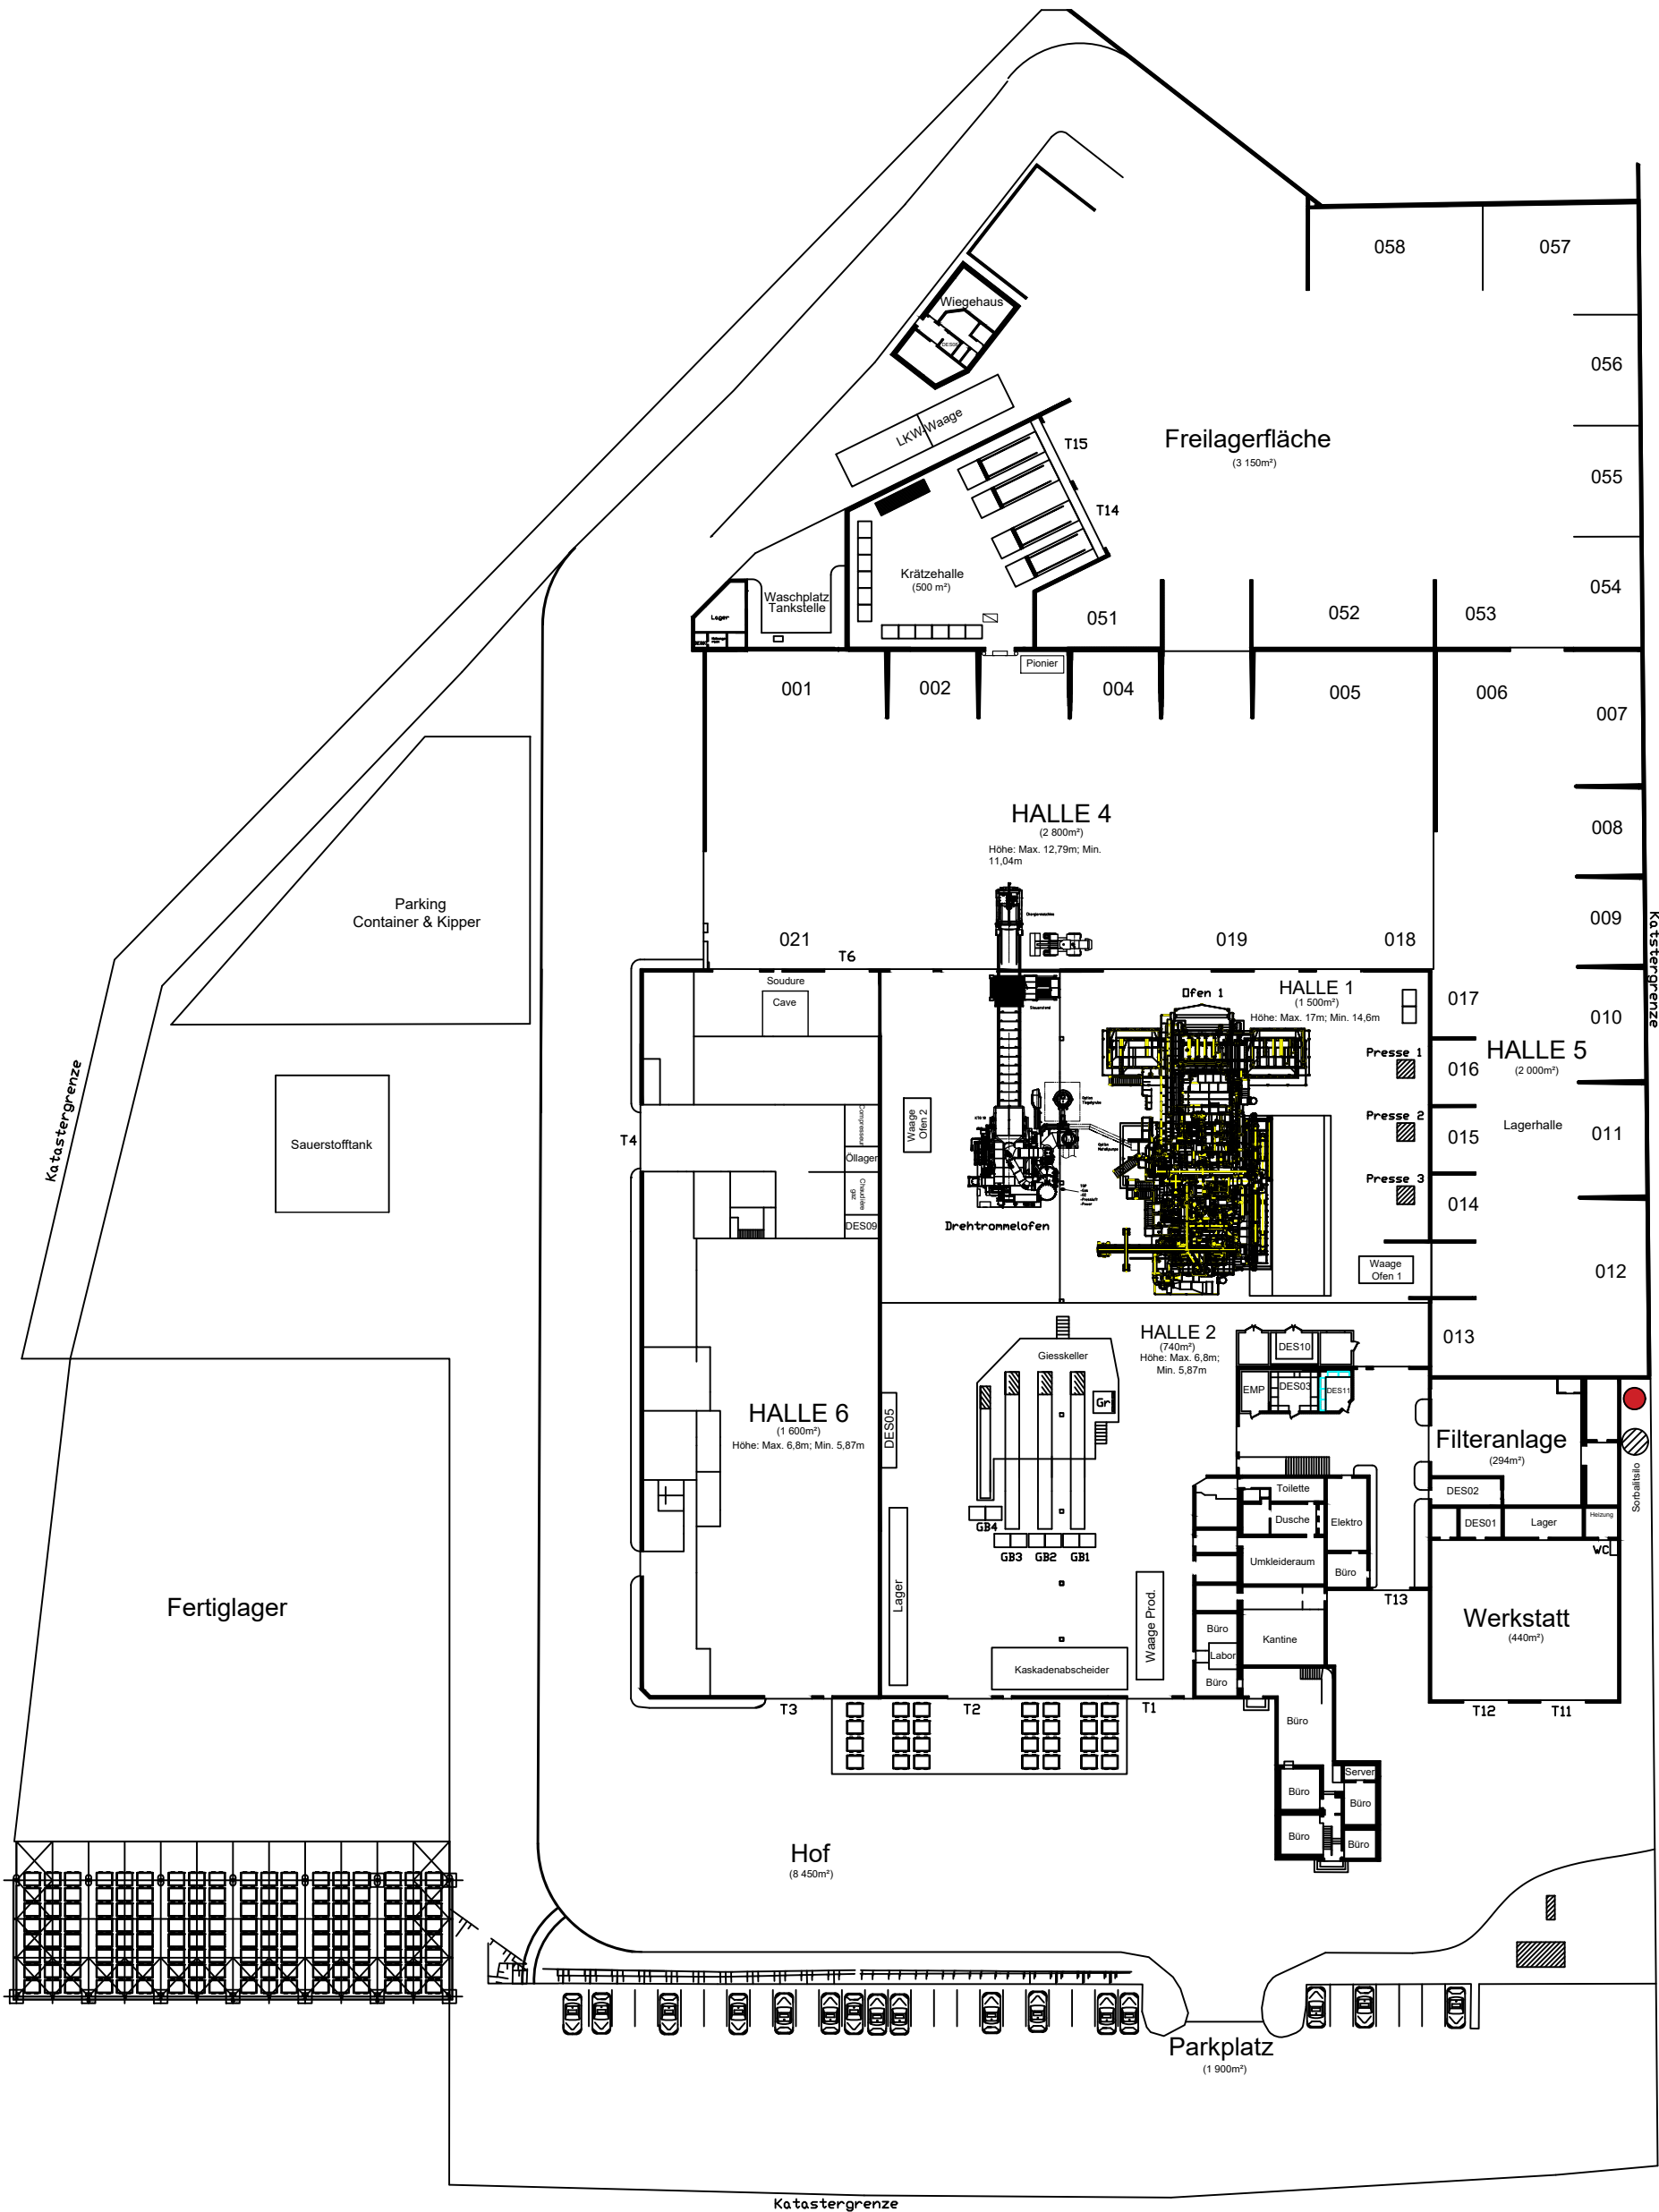 058
057
Wiegehaus
056
LKW-Waage
T15
Freilagerfläche
(3 150m²)
055
T14
Krätzehalle
(500 m²)
054
Waschplatz
Tankstelle
Lager
051
052
053
Pionier
001
002
004
005
006
007
HALLE 4
(2 800m²)
Höhe: Max. 12,79m; Min.
11,04m
008
Parking
Container & Kipper
009
Katastergrenze
021
T6
019
018
Soudure
Cave
Ofen 1
HALLE 1
(1 500m²)
Höhe: Max. 17m; Min. 14,6m
017
010
HALLE 5
(2 000m²)
Presse 1
016
Katastergrenze
Sauerstofftank
T4
Compresseur
Waage
Ofen 2
Presse 2
015
Lagerhalle
011
Öllager
Chaudière
gaz
Presse 3
014
DES09
Drehtrommelofen
Waage
Ofen 1
012
HALLE 2
(740m²)
Höhe: Max. 6,8m;
Min. 5,87m
013
Giesskeller
DES10
EMP
DES03
DES11
Gr
HALLE 6
(1 600m²)
Höhe: Max. 6,8m; Min. 5,87m
DES05
Filteranlage
(294m²)
Sorbalitsilo
Toilette
DES02
GB4
Dusche
Elektro
DES01
Lager
Heizung
GB3
GB2
GB1
WC
Umkleideraum
Büro
Lager
Waage Prod.
T13
Fertiglager
Werkstatt
(440m²)
Büro
Kantine
Labor
Kaskadenabscheider
Büro
T3
T2
T1
T12
T11
Büro
Server
Büro
Büro
Büro
Büro
Hof
(8 450m²)
Parkplatz
(1 900m²)
Katastergrenze